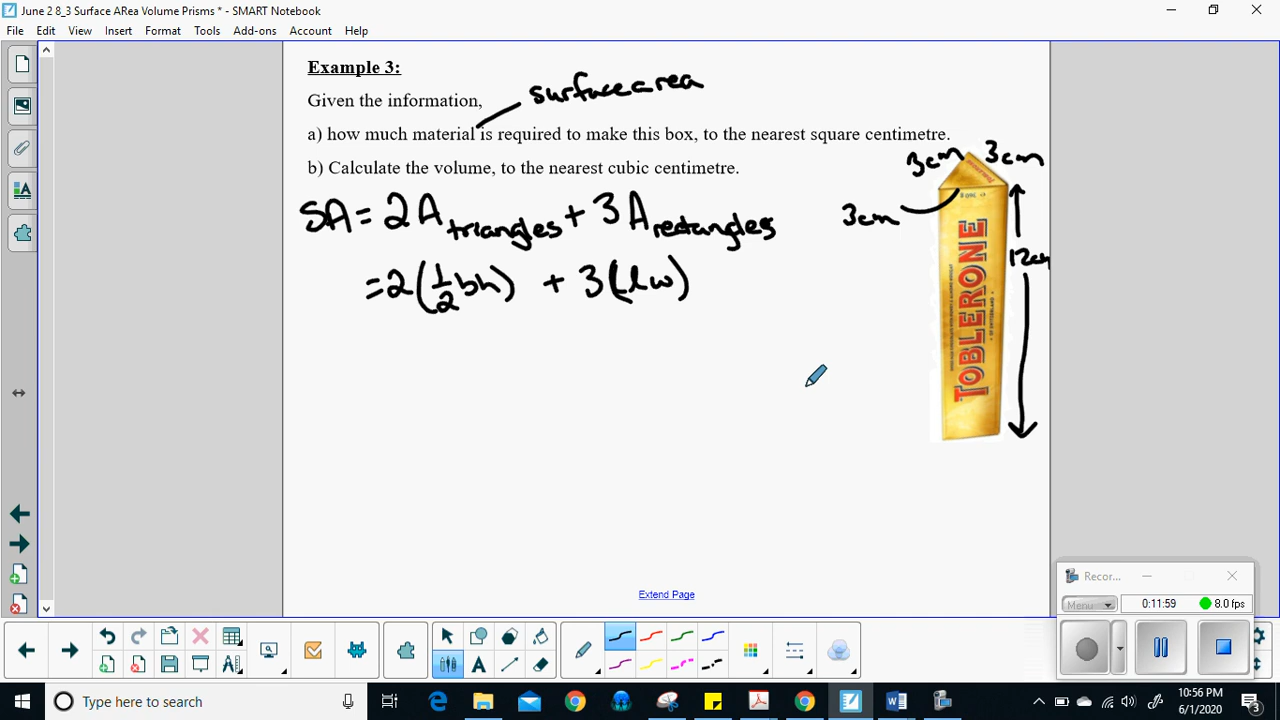 June 2 8_3 Surface ARea Volume Prisms * - SMART Notebook
File Edit View Insert Format Tools Add-ons Account Help
Example 3:
Given the information,
surface area
a) how much material is required to make this box, to the nearest square centimetre.
b) Calculate the volume, to the nearest cubic centimetre.
3cm 3cm
SA = 2A triangles + 3A rectangles
3cm
12cm
= 2(1/2 bh) + 3(lw)
TOBLERONE
Extend Page
Recor...
Menu 0:11:59 8.0 fps
Type here to search
10:56 PM
6/1/2020
3